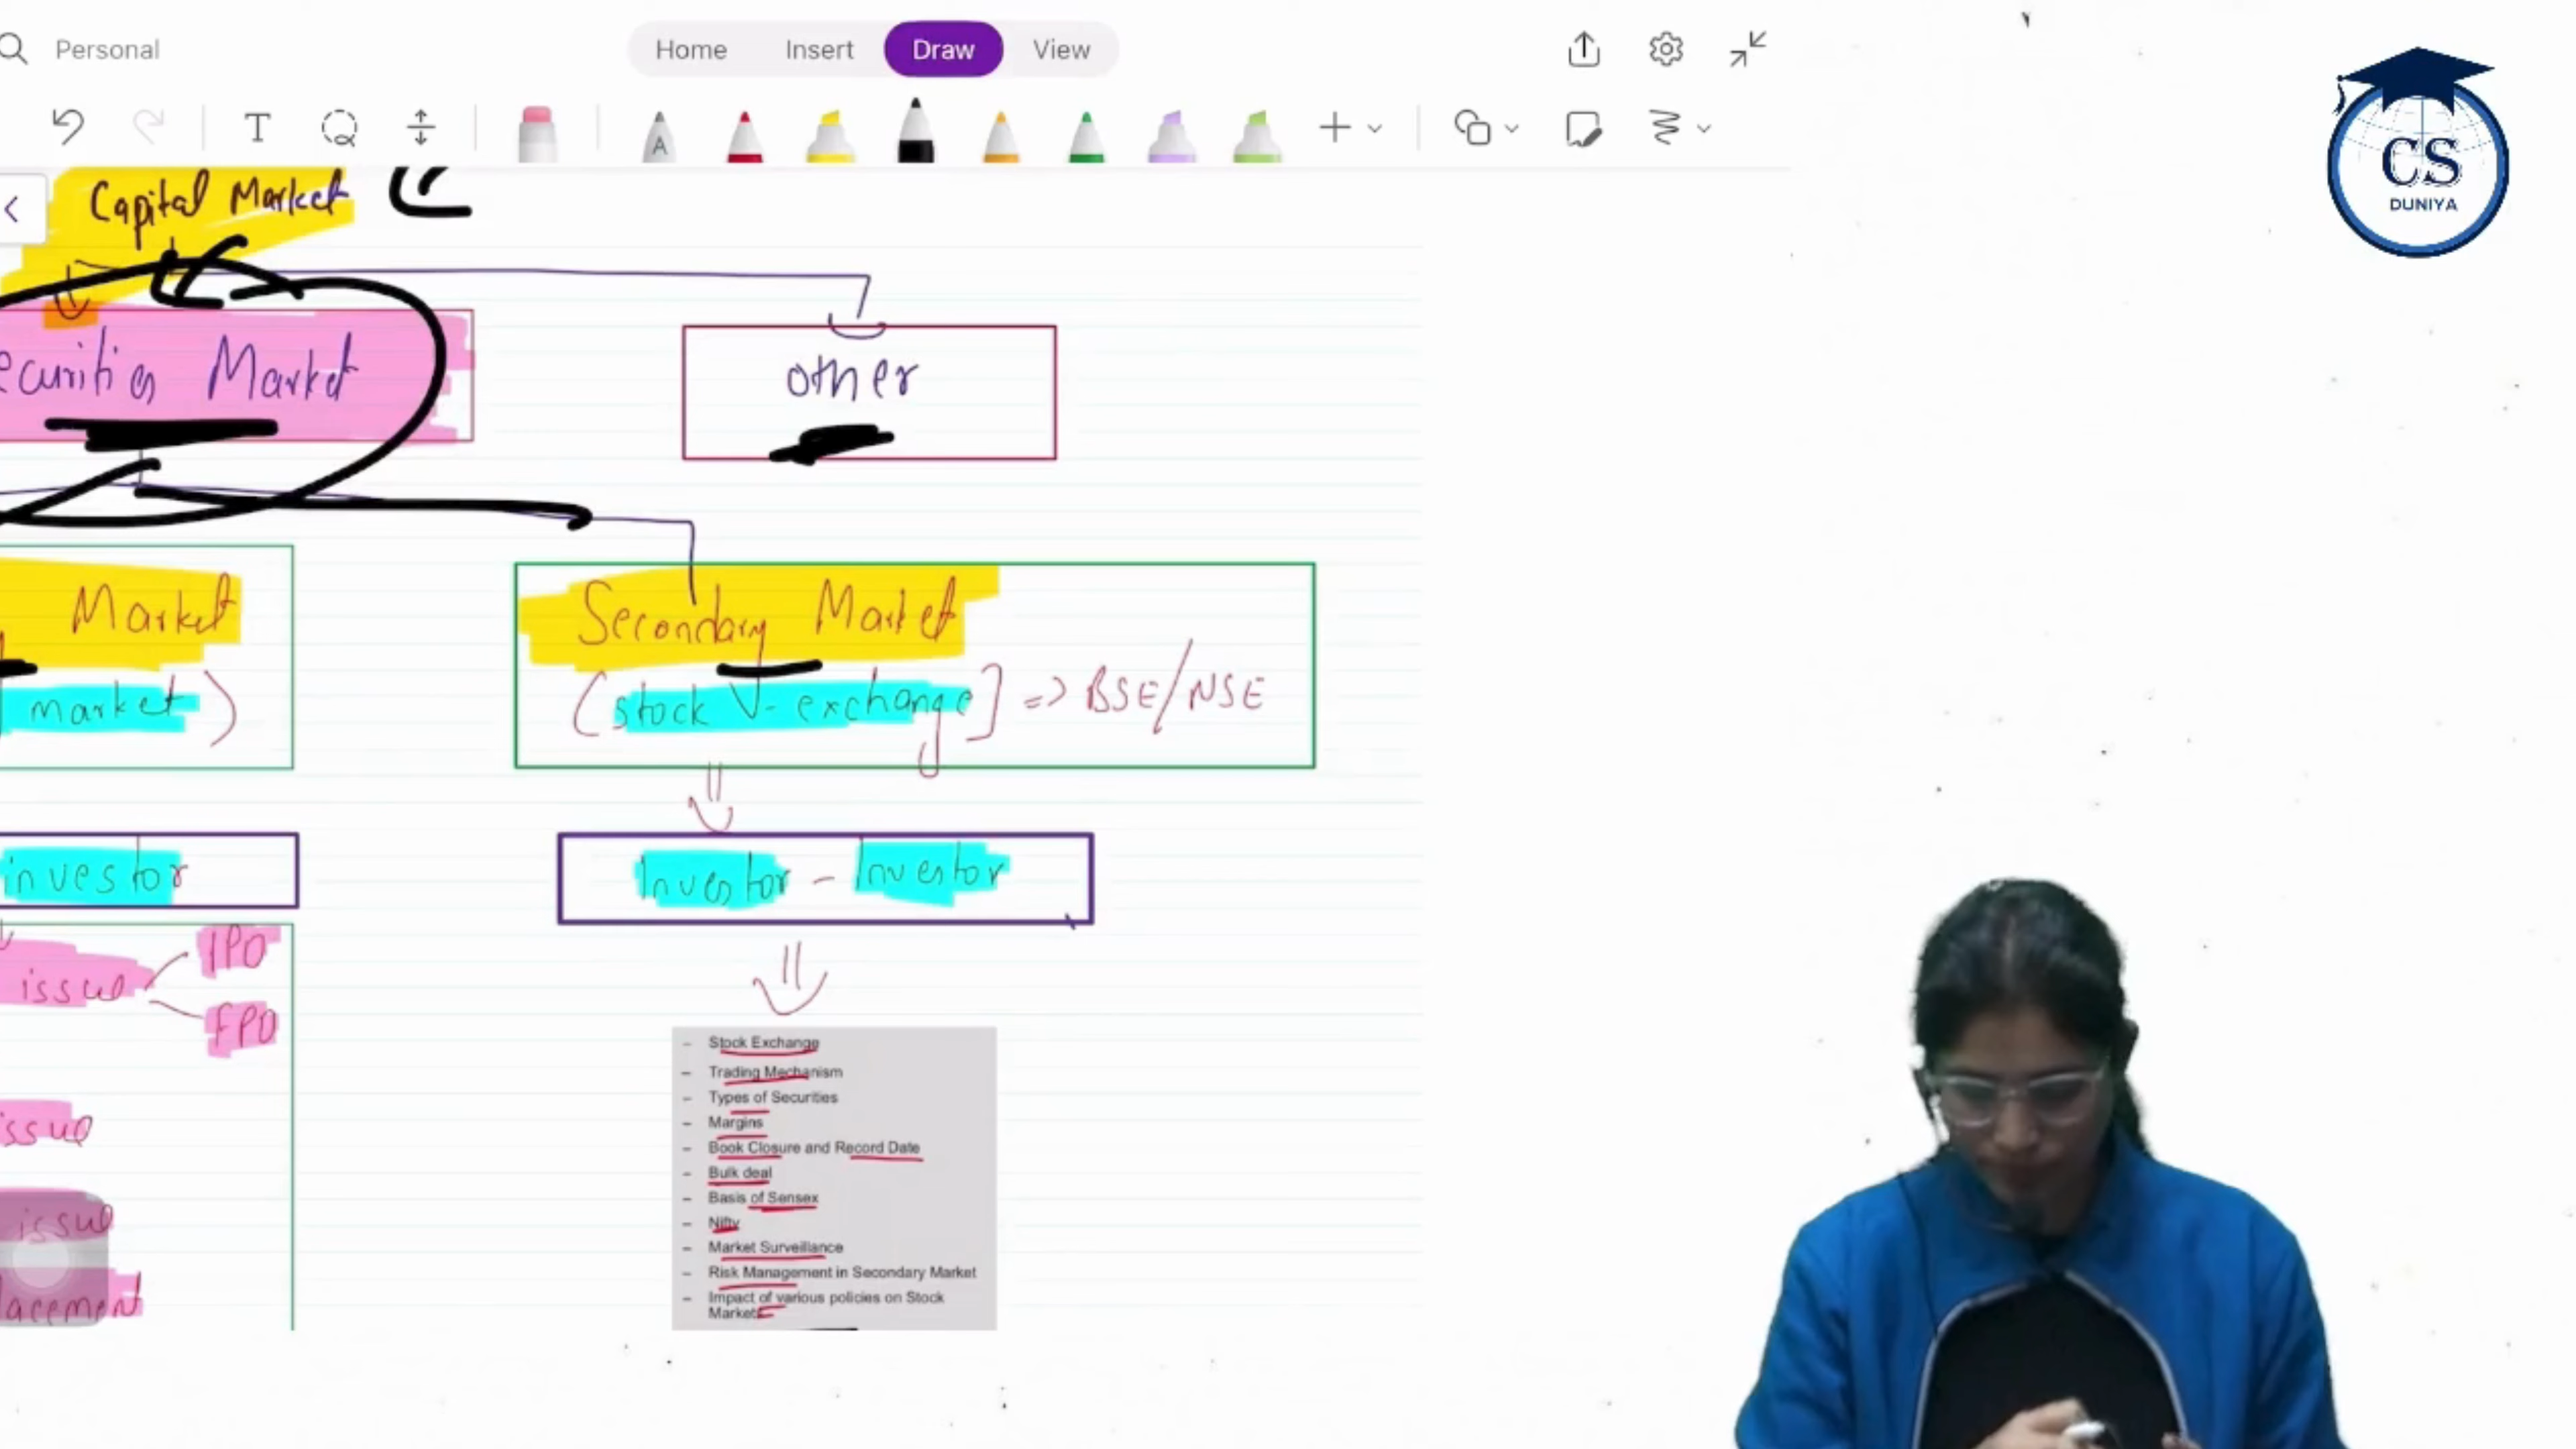 Personal
Home Insert Draw View
T
A
CS
DUNIYA
Capital Market
ecurities Market
other
Market
market)
Secondary Market
(stock exchange] => BSE/NSE
investor
Investor - Investor
issue
IPO
FPO
issue
issue
lacement
- Stock Exchange
- Trading Mechanism
- Types of Securities
- Margins
- Book Closure and Record Date
- Bulk deal
- Basis of Sensex
- Nifty
- Market Surveillance
- Risk Management in Secondary Market
- Impact of various policies on Stock
Markets